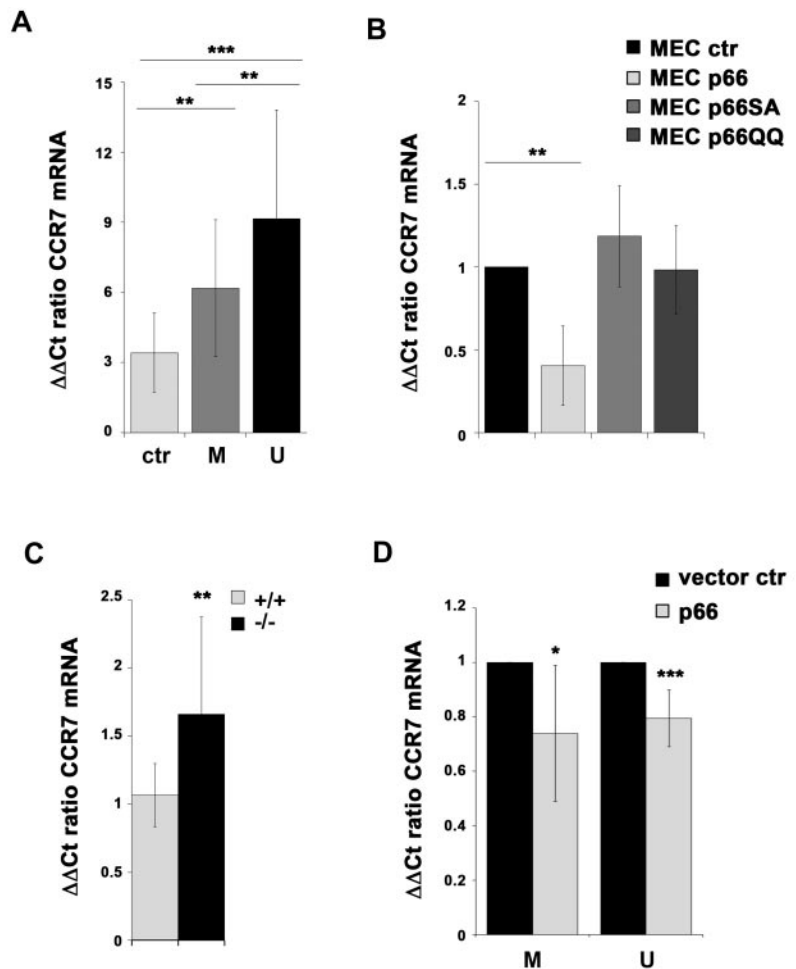 A
ΔΔCt ratio CCR7 mRNA
15
12
9
6
3
0
***
**
**
ctr M U
B
MEC ctr
MEC p66
MEC p66SA
MEC p66QQ
ΔΔCt ratio CCR7 mRNA
2
1.5
1
0.5
0
**
C
+/+
-/-
ΔΔCt ratio CCR7 mRNA
2.5
2
1.5
1
0.5
0
**
D
vector ctr
p66
ΔΔCt ratio CCR7 mRNA
1.2
1
0.8
0.6
0.4
0.2
0
*
***
M U